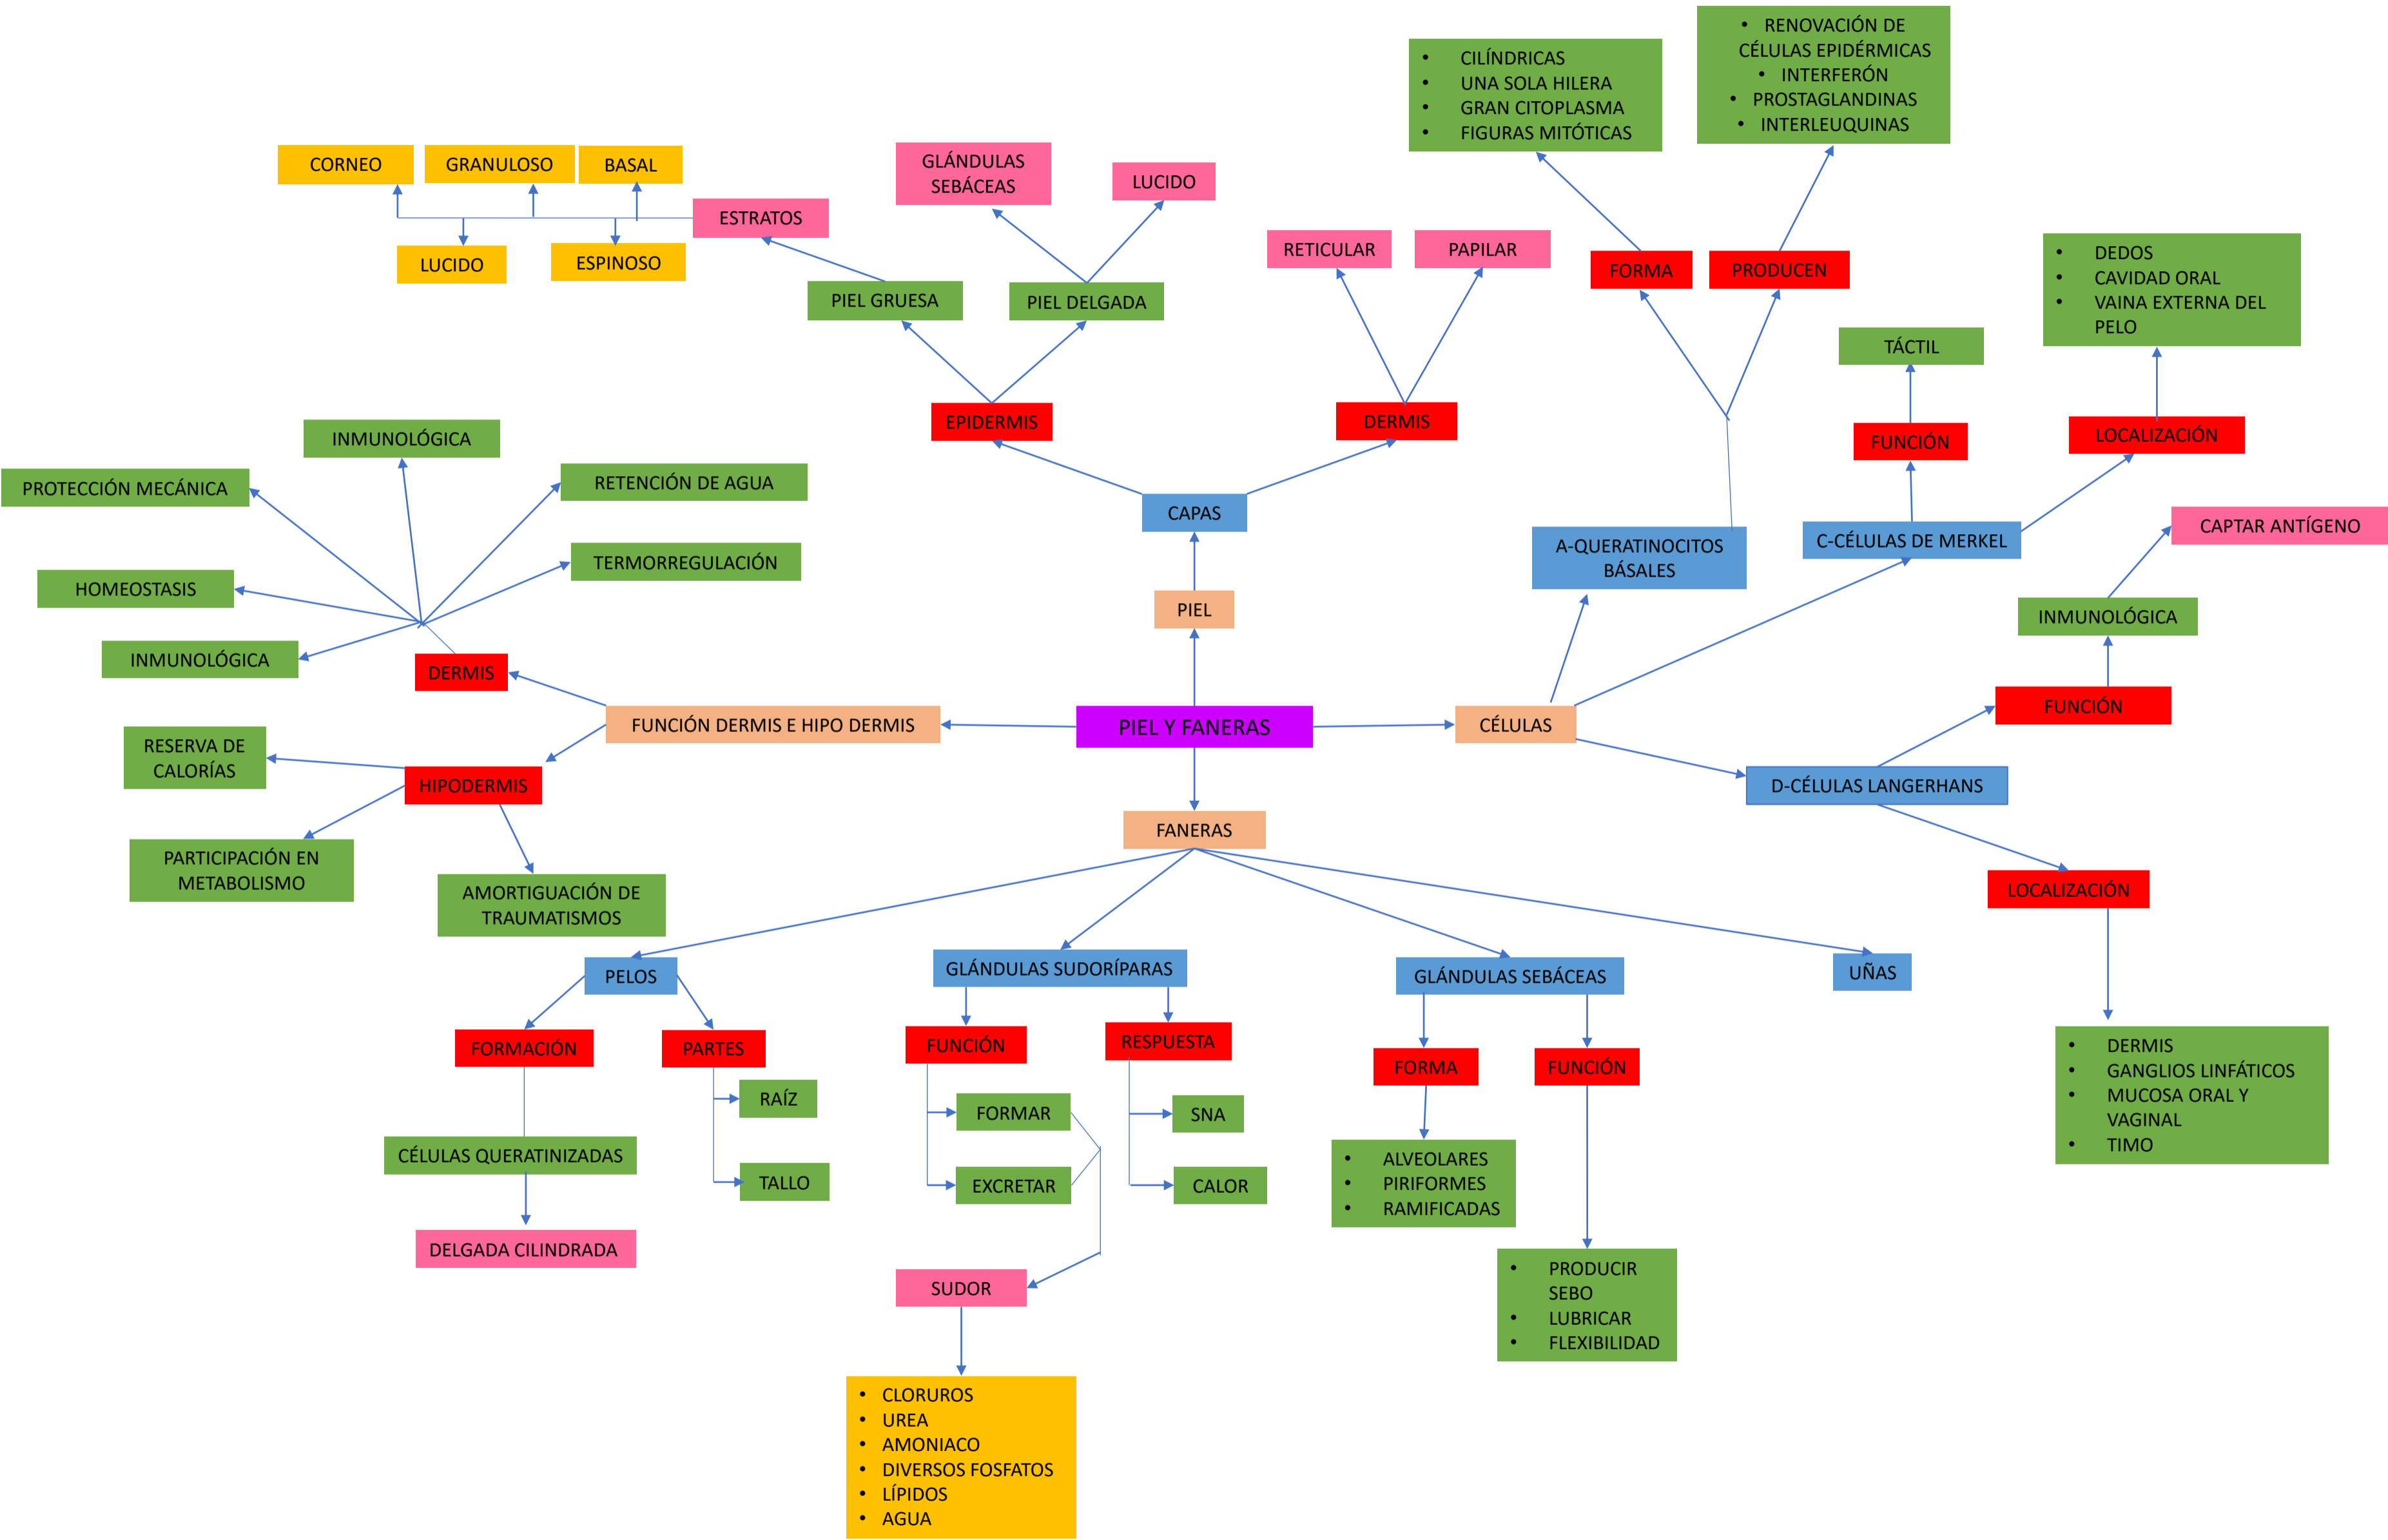 • RENOVACIÓN DE
CÉLULAS EPIDÉRMICAS
• INTERFERÓN
• PROSTAGLANDINAS
• INTERLEUQUINAS
• CILÍNDRICAS
• UNA SOLA HILERA
• GRAN CITOPLASMA
• FIGURAS MITÓTICAS
CORNEO
GRANULOSO
BASAL
GLÁNDULAS
SEBÁCEAS
LUCIDO
ESTRATOS
LUCIDO
ESPINOSO
RETICULAR
PAPILAR
FORMA
PRODUCEN
• DEDOS
• CAVIDAD ORAL
• VAINA EXTERNA DEL
PELO
PIEL GRUESA
PIEL DELGADA
TÁCTIL
EPIDERMIS
DERMIS
FUNCIÓN
LOCALIZACIÓN
INMUNOLÓGICA
PROTECCIÓN MECÁNICA
RETENCIÓN DE AGUA
CAPAS
CAPTAR ANTÍGENO
A-QUERATINOCITOS
BÁSALES
C-CÉLULAS DE MERKEL
TERMORREGULACIÓN
HOMEOSTASIS
PIEL
INMUNOLÓGICA
INMUNOLÓGICA
DERMIS
FUNCIÓN
FUNCIÓN DERMIS E HIPO DERMIS
PIEL Y FANERAS
CÉLULAS
RESERVA DE
CALORÍAS
HIPODERMIS
D-CÉLULAS LANGERHANS
FANERAS
PARTICIPACIÓN EN
METABOLISMO
AMORTIGUACIÓN DE
TRAUMATISMOS
LOCALIZACIÓN
PELOS
GLÁNDULAS SUDORÍPARAS
GLÁNDULAS SEBÁCEAS
UÑAS
FORMACIÓN
PARTES
FUNCIÓN
RESPUESTA
FORMA
FUNCIÓN
• DERMIS
• GANGLIOS LINFÁTICOS
• MUCOSA ORAL Y
VAGINAL
• TIMO
RAÍZ
FORMAR
SNA
CÉLULAS QUERATINIZADAS
TALLO
EXCRETAR
CALOR
• ALVEOLARES
• PIRIFORMES
• RAMIFICADAS
DELGADA CILINDRADA
SUDOR
• PRODUCIR
SEBO
• LUBRICAR
• FLEXIBILIDAD
• CLORUROS
• UREA
• AMONIACO
• DIVERSOS FOSFATOS
• LÍPIDOS
• AGUA